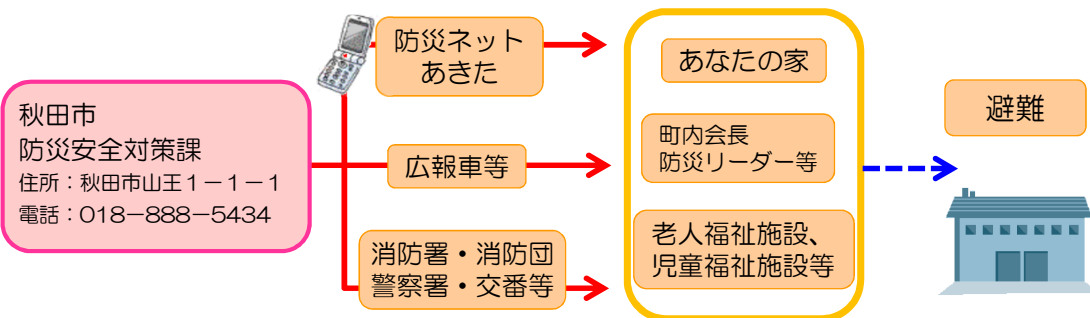 秋田市
防災安全対策課
住所：秋田市山王１－１－１
電話：018－888－5434
防災ネット
あきた
広報車等
消防署・消防団
警察署・交番等
あなたの家
町内会長
防災リーダー等
老人福祉施設、
児童福祉施設等
避難